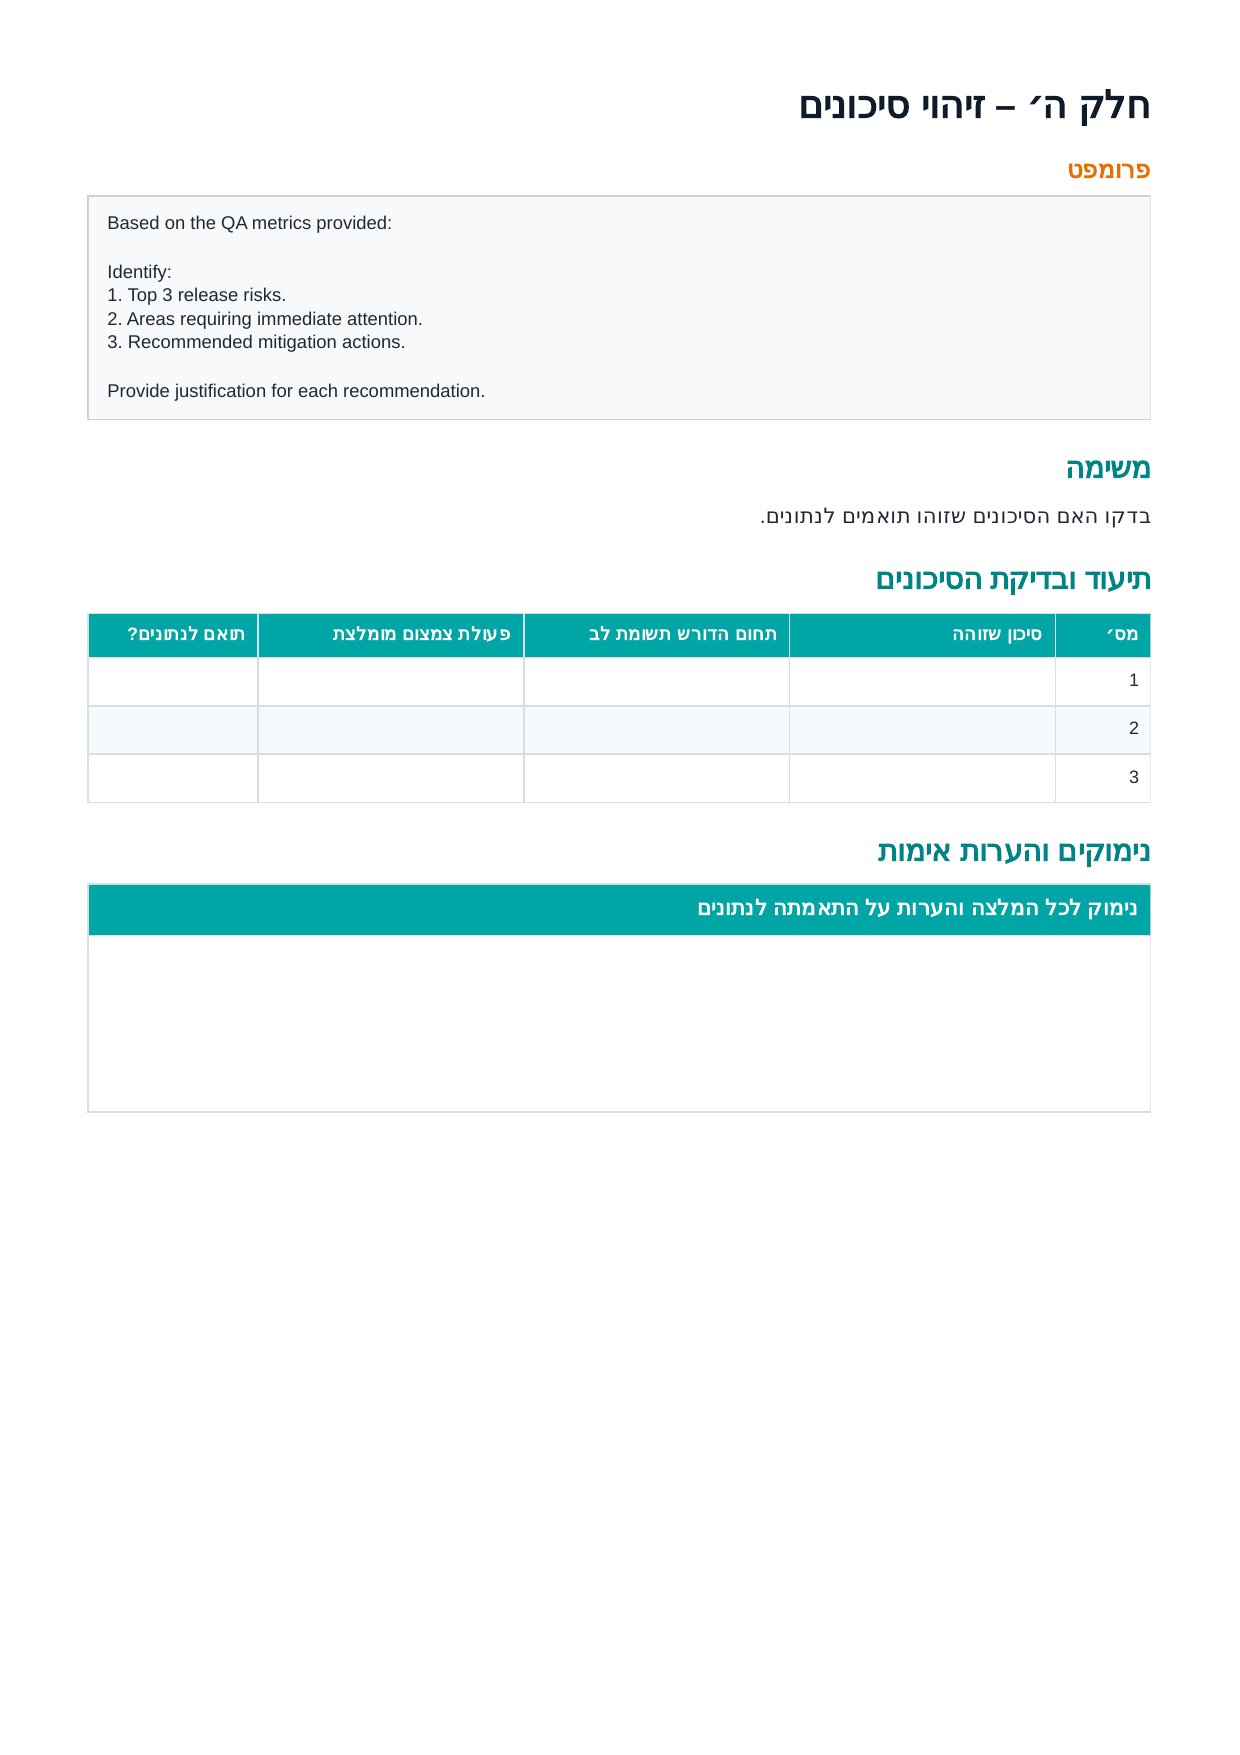 חלק ה׳ – זיהוי סיכונים
פרומפט
Based on the QA metrics provided:
Identify:
1. Top 3 release risks.
2. Areas requiring immediate attention.
3. Recommended mitigation actions.
Provide justification for each recommendation.
משימה
בדקו האם הסיכונים שזוהו תואמים לנתונים.
תיעוד ובדיקת הסיכונים
מס׳ סיכון שזוהה תחום הדורש תשומת לב פעולת צמצום מומלצת תואם לנתונים?
1
2
3
נימוקים והערות אימות
נימוק לכל המלצה והערות על התאמתה לנתונים